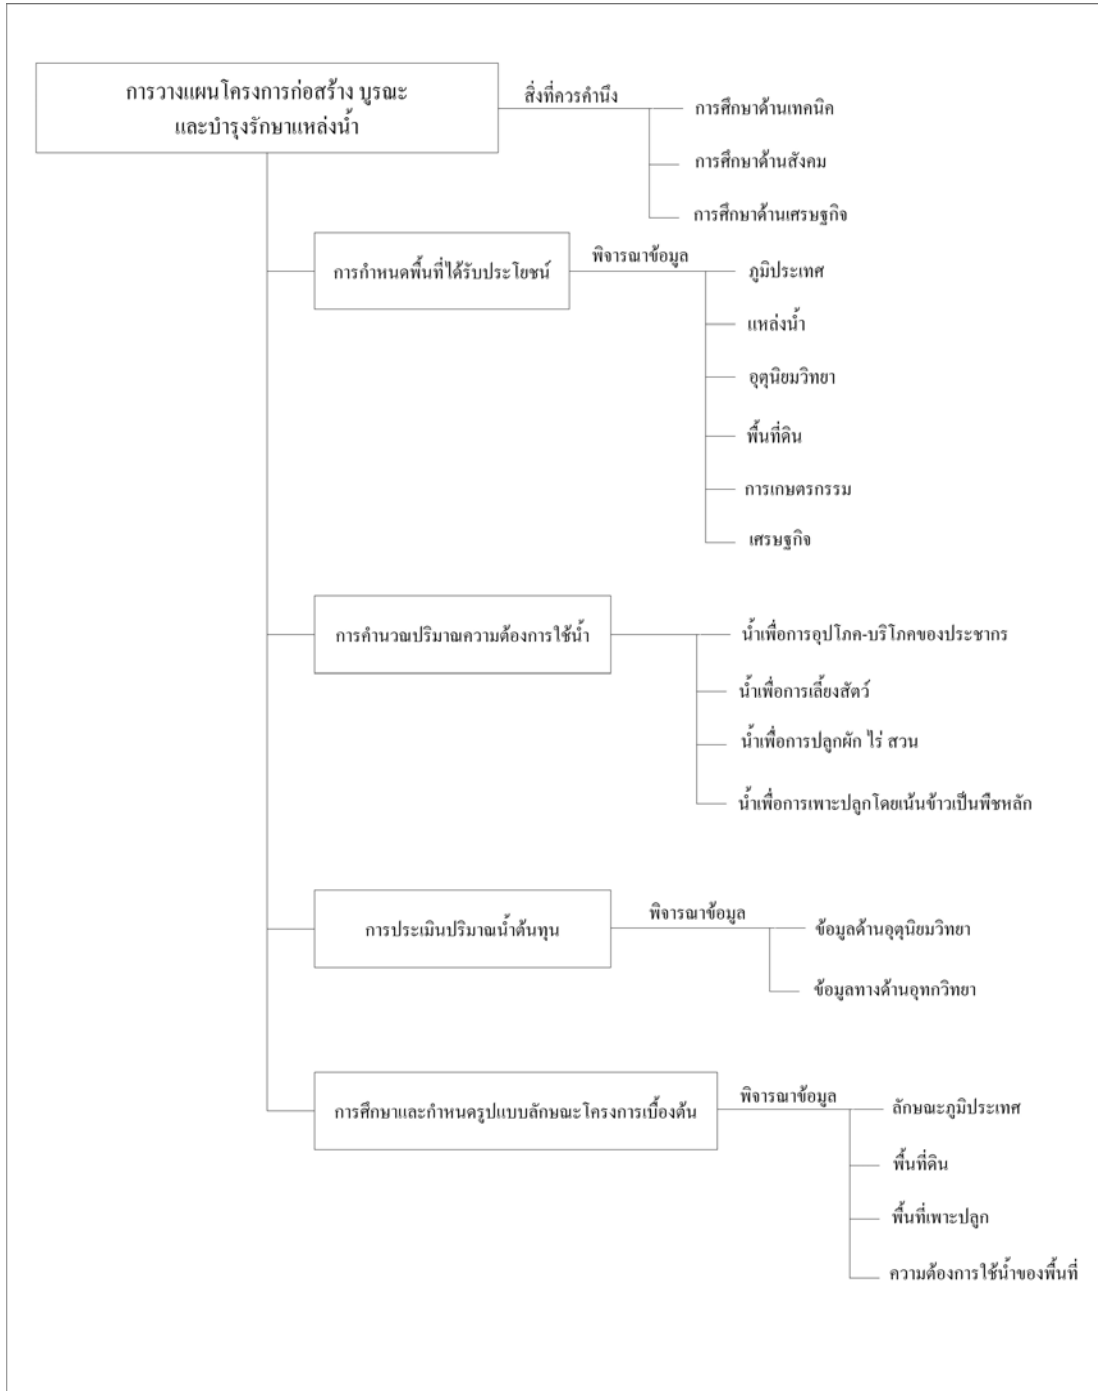 การวางแผนโครงการก่อสร้าง บูรณะ
และบำรุงรักษาแหล่งน้ำ
สิ่งที่ควรคำนึง
การศึกษาด้านเทคนิค
การศึกษาด้านสังคม
การศึกษาด้านเศรษฐกิจ
การกำหนดพื้นที่ได้รับประโยชน์
พิจารณาข้อมูล
ภูมิประเทศ
แหล่งน้ำ
อุตุนิยมวิทยา
พื้นที่ดิน
การเกษตรกรรม
เศรษฐกิจ
การคำนวณปริมาณความต้องการใช้น้ำ
น้ำเพื่อการอุปโภค-บริโภคของประชากร
น้ำเพื่อการเลี้ยงสัตว์
น้ำเพื่อการปลูกผัก ไร่ สวน
น้ำเพื่อการเพาะปลูกโดยเน้นข้าวเป็นพืชหลัก
การประเมินปริมาณน้ำต้นทุน
พิจารณาข้อมูล
ข้อมูลด้านอุตุนิยมวิทยา
ข้อมูลทางด้านอุทกวิทยา
การศึกษาและกำหนดรูปแบบลักษณะโครงการเบื้องต้น
พิจารณาข้อมูล
ลักษณะภูมิประเทศ
พื้นที่ดิน
พื้นที่เพาะปลูก
ความต้องการใช้น้ำของพื้นที่